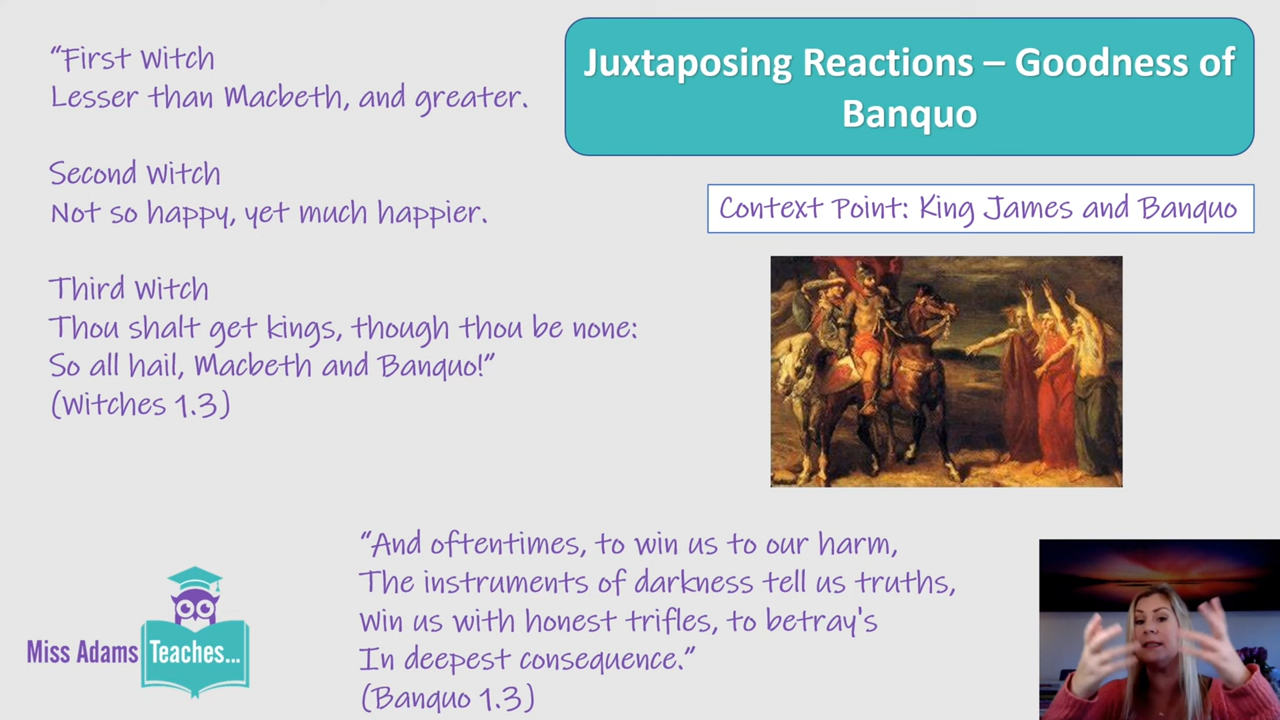 “First Witch
Lesser than Macbeth, and greater.
Second Witch
Not so happy, yet much happier.
Third Witch
Thou shalt get kings, though thou be none:
So all hail, Macbeth and Banquo!”
(Witches 1.3)
Juxtaposing Reactions – Goodness of
Banquo
Context Point: King James and Banquo
“And oftentimes, to win us to our harm,
The instruments of darkness tell us truths,
Win us with honest trifles, to betray's
In deepest consequence.”
(Banquo 1.3)
Miss Adams Teaches...